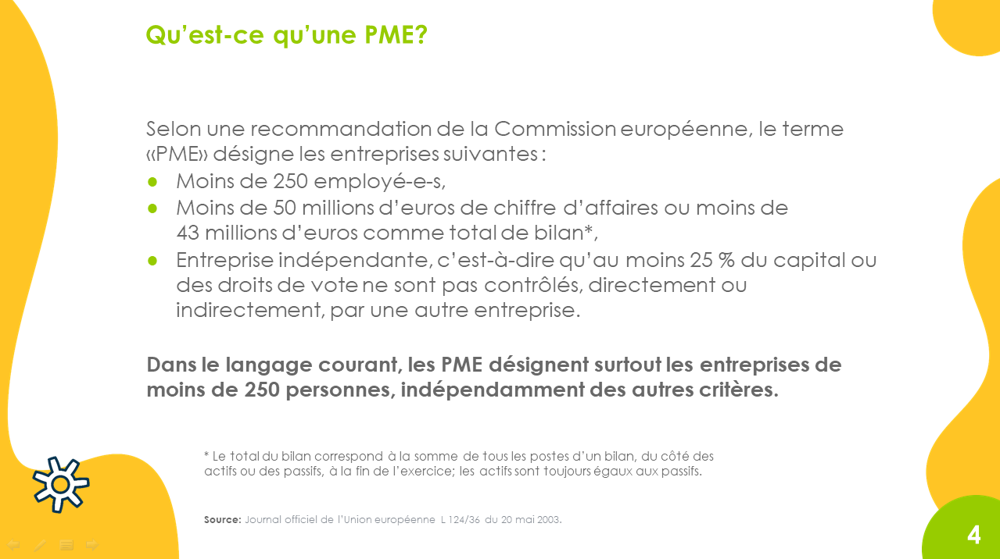 Qu’est-ce qu’une PME?
Selon une recommandation de la Commission européenne, le terme
«PME» désigne les entreprises suivantes :
● Moins de 250 employé-e-s,
● Moins de 50 millions d’euros de chiffre d’affaires ou moins de
43 millions d’euros comme total de bilan*,
● Entreprise indépendante, c’est-à-dire qu’au moins 25 % du capital ou
des droits de vote ne sont pas contrôlés, directement ou
indirectement, par une autre entreprise.
Dans le langage courant, les PME désignent surtout les entreprises de
moins de 250 personnes, indépendamment des autres critères.
* Le total du bilan correspond à la somme de tous les postes d’un bilan, du côté des
actifs ou des passifs, à la fin de l’exercice; les actifs sont toujours égaux aux passifs.
Source: Journal officiel de l’Union européenne L 124/36 du 20 mai 2003.
4